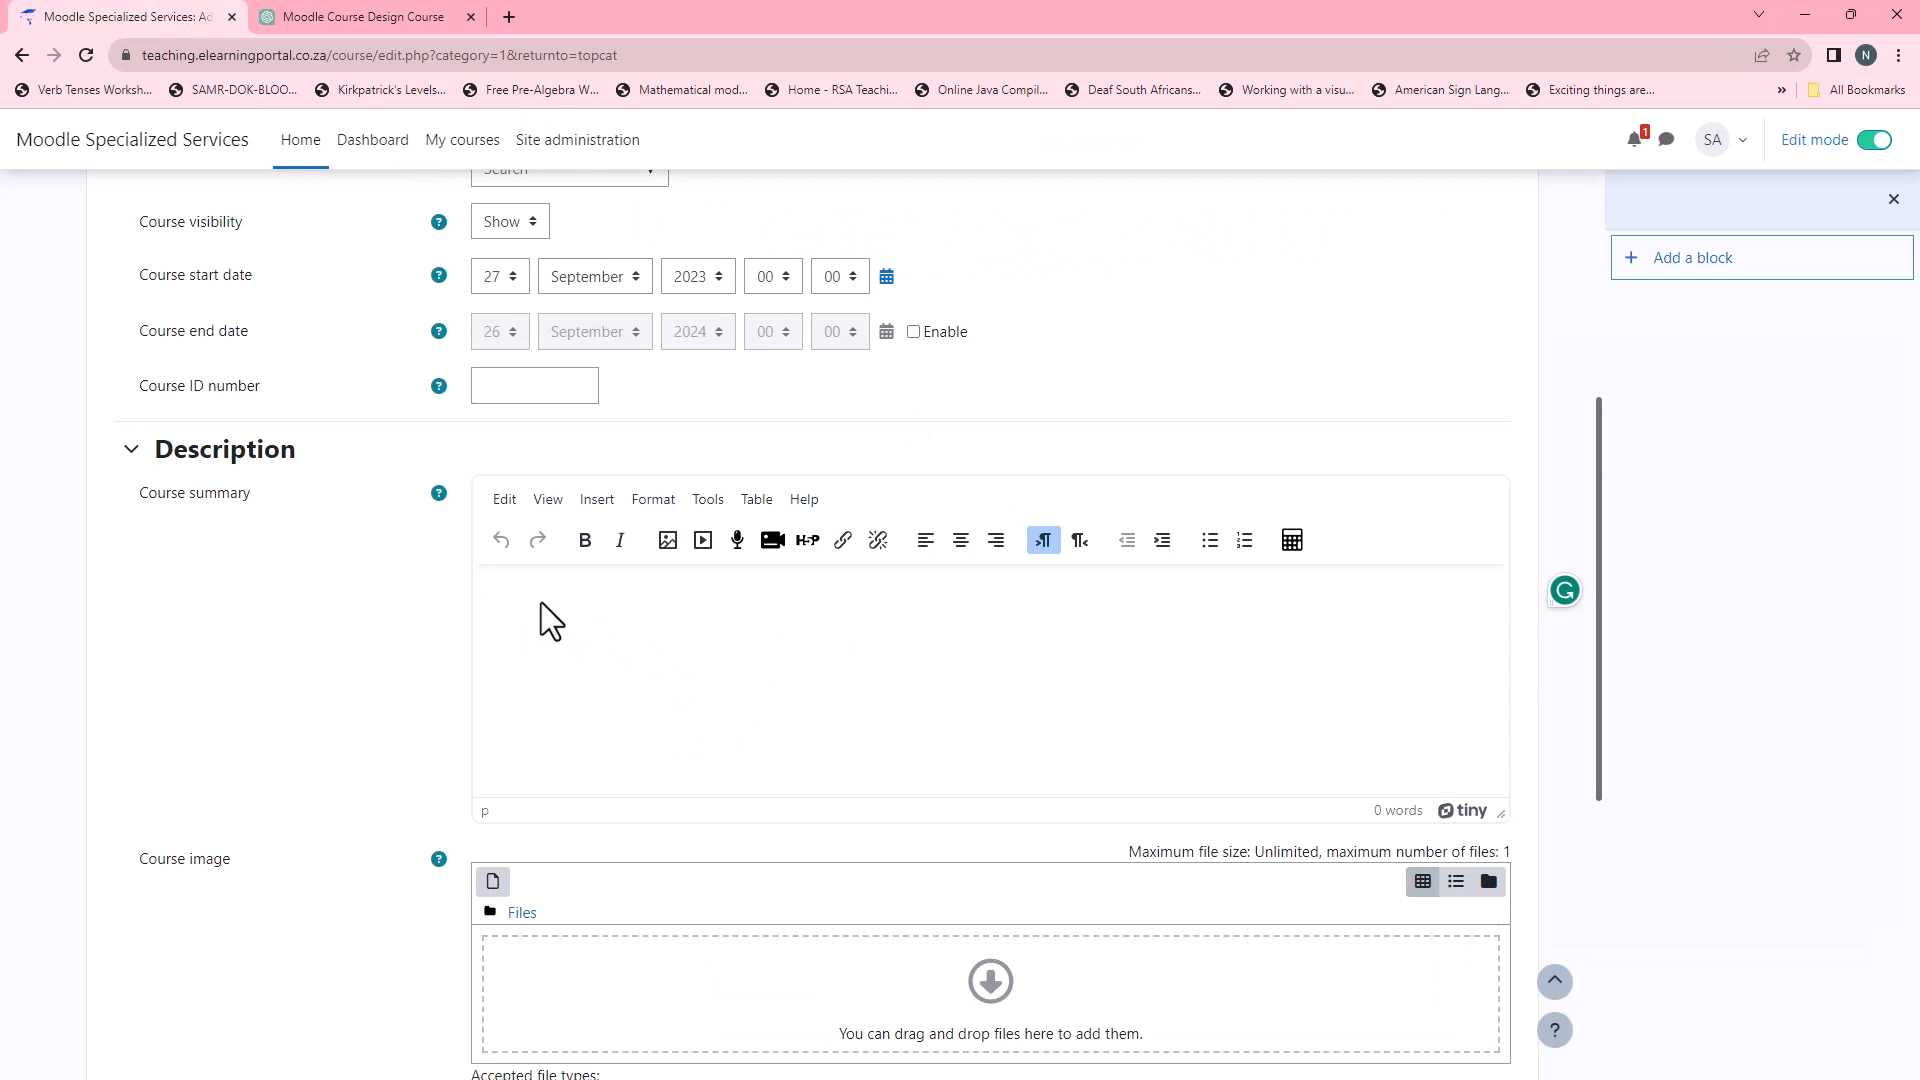 Moodle Specialized Services: Ad
Moodle Course Design Course
teaching.elearningportal.co.za/course/edit.php?category=1&returnto=topcat
N
Verb Tenses Worksh...
SAMR-DOK-BLOO...
Kirkpatrick's Levels...
Free Pre-Algebra W...
Mathematical mod...
Home - RSA Teachi...
Online Java Compil...
Deaf South Africans...
Working with a visu...
American Sign Lang...
Exciting things are...
»
All Bookmarks
Moodle Specialized Services
Home
Dashboard
My courses
Site administration
1
SA
Edit mode
Search
Course visibility
Show
Add a block
Course start date
27
September
2023
00
00
Course end date
26
September
2024
00
00
Enable
Course ID number
Description
Course summary
Edit View Insert Format Tools Table Help
B I
H5P
p
0 words
tiny
Maximum file size: Unlimited, maximum number of files: 1
Course image
Files
You can drag and drop files here to add them.
Accepted file types: